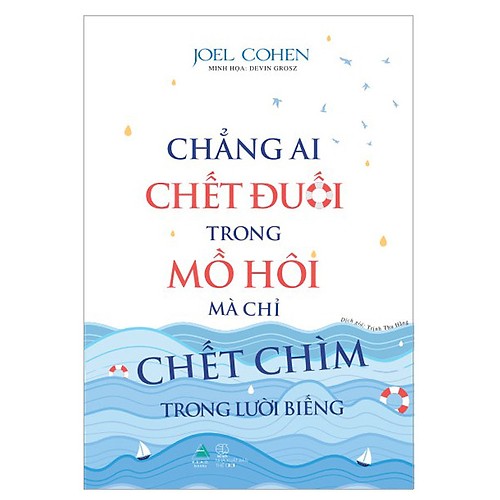 JOEL COHEN
MINH HỌA: DEVIN GROSZ
CHẲNG AI
CHẾT ĐUỐI
TRONG
MỒ HÔI
MÀ CHỈ
Dịch giả: Trịnh Thu Hằng
CHẾT CHÌM
TRONG LƯỜI BIẾNG